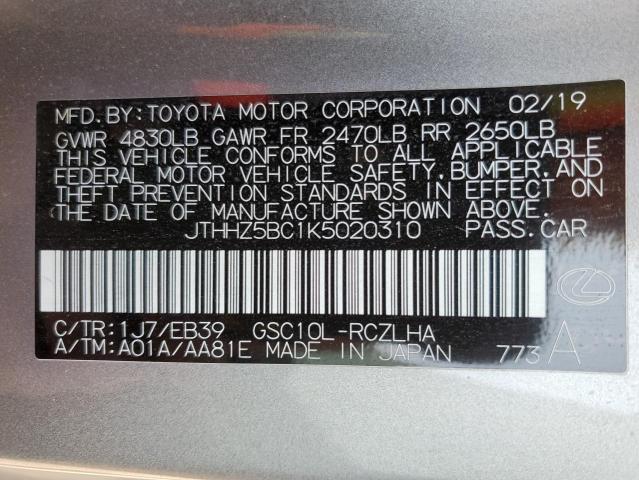 MFD. BY: TOYOTA MOTOR CORPORATION 02/19
GVWR 4830LB GAWR FR 2470LB RR 2650LB
THIS VEHICLE CONFORMS TO ALL APPLICABLE
FEDERAL MOTOR VEHICLE SAFETY, BUMPER, AND
THEFT PREVENTION STANDARDS IN EFFECT ON
THE DATE OF MANUFACTURE SHOWN ABOVE.
JTHHZ5BC1K5020310 PASS. CAR
C/TR: 1J7/EB39 GSC10L-RCZLHA
A/TM: A01A/AA81E MADE IN JAPAN 773 A